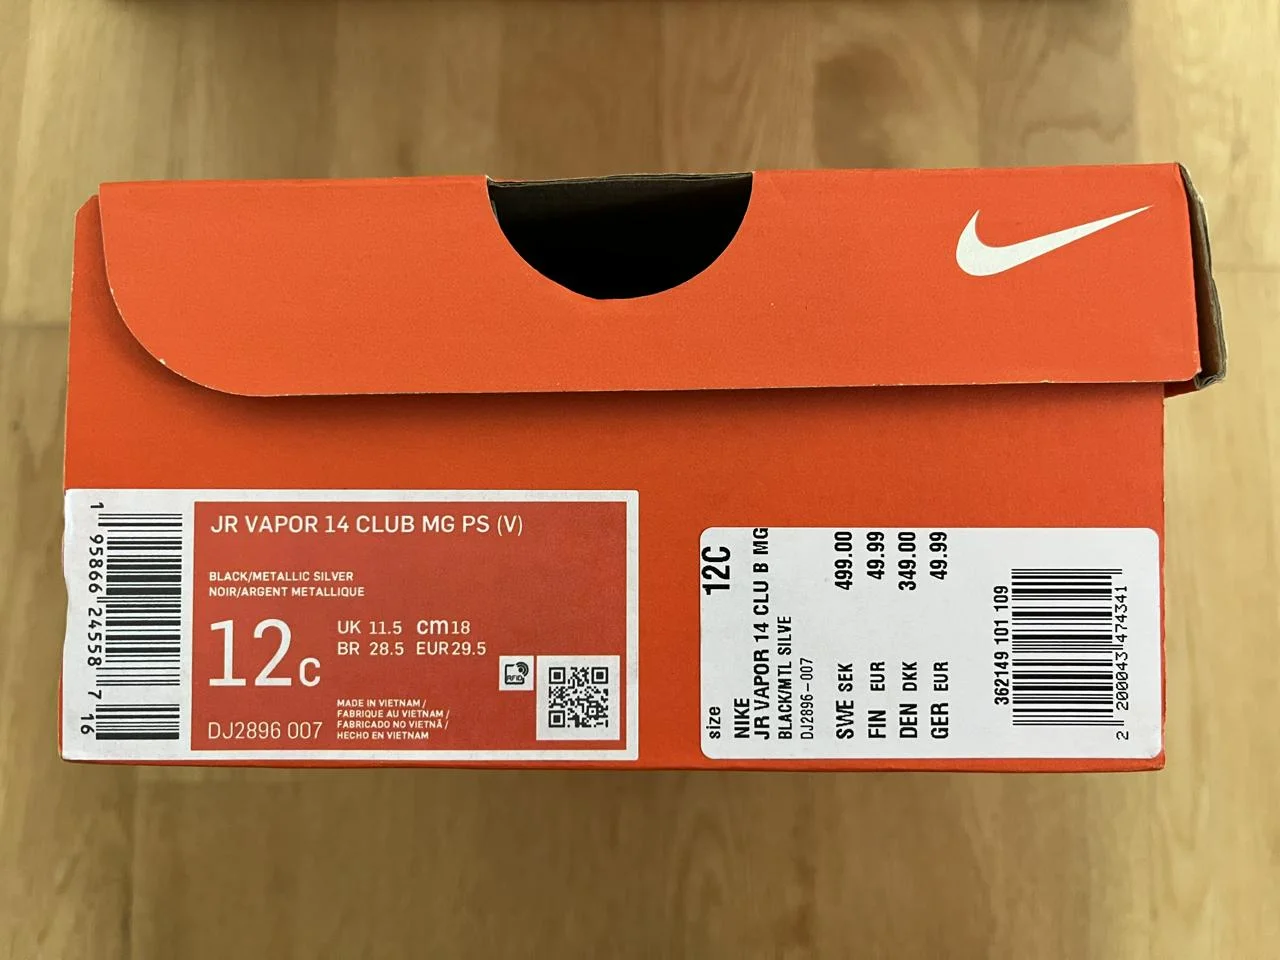 JR VAPOR 14 CLUB MG PS (V)
BLACK/METALLIC SILVER
NOIR/ARGENT METALLIQUE
12C
UK 11.5 cm18
BR 28.5 EUR29.5
RFID
MADE IN VIETNAM /
FABRIQUE AU VIETNAM /
FABRICADO NO VIETNÃ /
HECHO EN VIETNAM
DJ2896 007
1 95866 24558 7 16
size 12C
NIKE
JR VAPOR 14 CLU B MG
BLACK/MTL SILVE
DJ2896-007
SWE SEK 499.00
FIN EUR 49.99
DEN DKK 349.00
GER EUR 49.99
362149 101 109
2 200043 147434 1